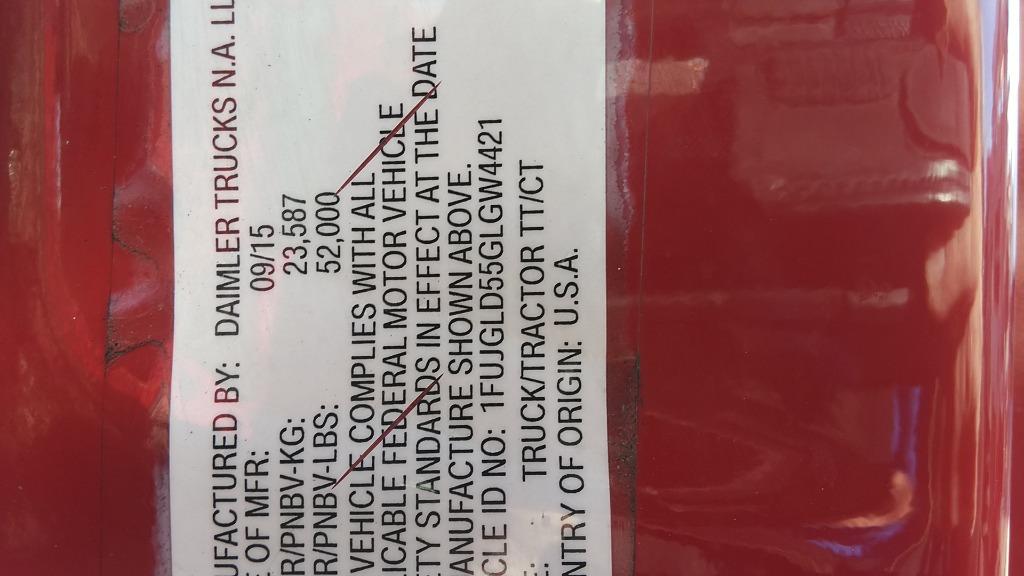 UFACTURED BY: DAIMLER TRUCKS N.A. LL
E OF MFR: 09/15
R/PNBV-KG: 23,587
R/PNBV-LBS: 52,000
VEHICLE COMPLIES WITH ALL
LICABLE FEDERAL MOTOR VEHICLE
ETY STANDARDS IN EFFECT AT THE DATE
ANUFACTURE SHOWN ABOVE.
CLE ID NO: 1FUJGLD55GLGW4421
E: TRUCK/TRACTOR TT/CT
NTRY OF ORIGIN: U.S.A.